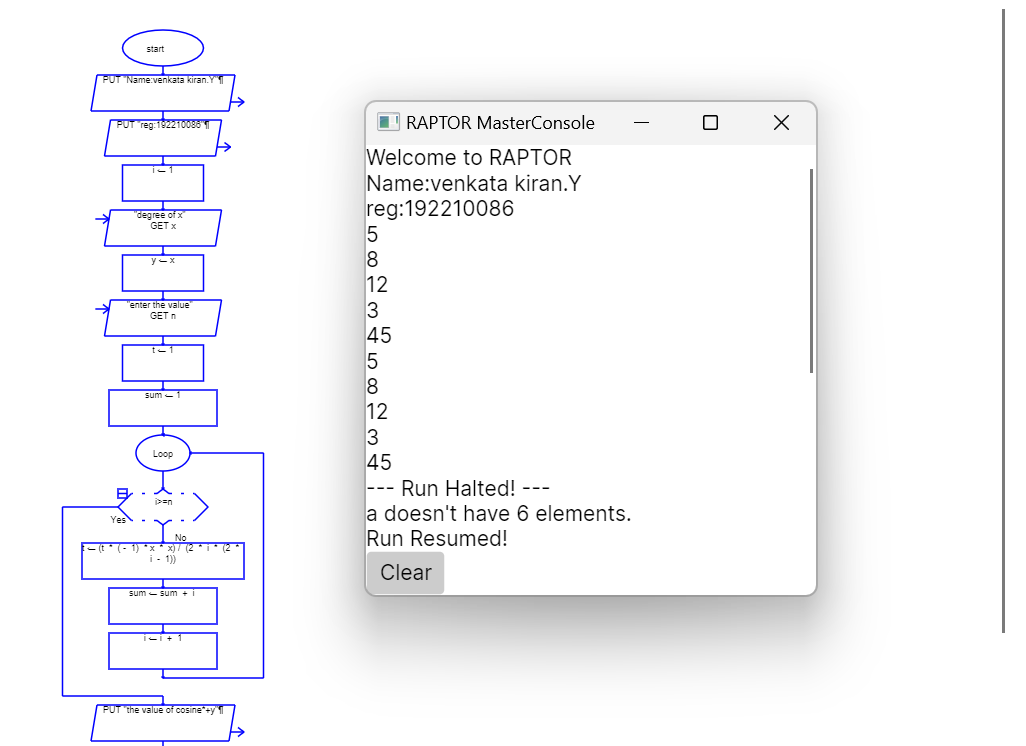 start
PUT "Name:venkata kiran.Y"¶
PUT "reg:192210086"¶
i ← 1
"degree of x"
GET x
y ← x
"enter the value"
GET n
t ← 1
sum ← 1
Loop
i>=n
Yes
No
t ← (t * ( - 1) * x * x) / (2 * i * (2 *
i - 1))
sum ← sum + i
i ← i + 1
PUT "the value of cosine"+y"¶
RAPTOR MasterConsole
Welcome to RAPTOR
Name:venkata kiran.Y
reg:192210086
5
8
12
3
45
5
8
12
3
45
--- Run Halted! ---
a doesn't have 6 elements.
Run Resumed!
Clear